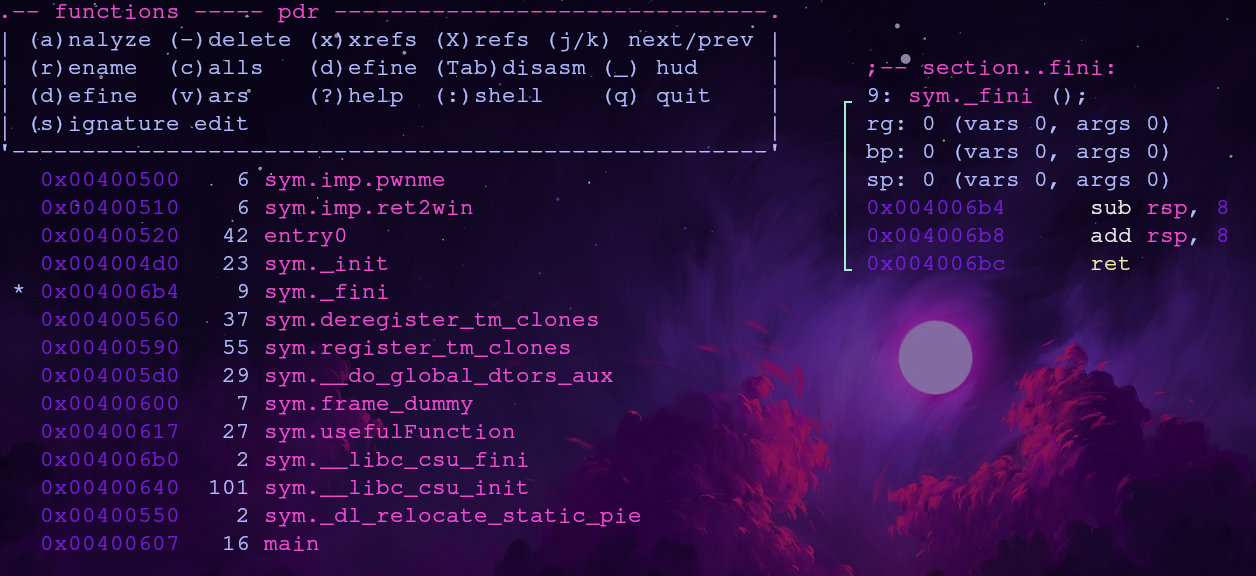 .-- functions ----- pdr -------------------------------.
| (a)nalyze (-)delete (x)xrefs (X)refs (j/k) next/prev |
| (r)ename  (c)alls   (d)efine (Tab)disasm (_) hud     |
| (d)efine  (v)ars    (?)help  (:)shell    (q) quit    |
| (s)ignature edit                                     |
'------------------------------------------------------'
0x00400500    6 sym.imp.pwnme
0x00400510    6 sym.imp.ret2win
0x00400520   42 entry0
0x004004d0   23 sym._init
* 0x004006b4    9 sym._fini
0x00400560   37 sym.deregister_tm_clones
0x00400590   55 sym.register_tm_clones
0x004005d0   29 sym.__do_global_dtors_aux
0x00400600    7 sym.frame_dummy
0x00400617   27 sym.usefulFunction
0x004006b0    2 sym.__libc_csu_fini
0x00400640  101 sym.__libc_csu_init
0x00400550    2 sym._dl_relocate_static_pie
0x00400607   16 main
;-- section..fini:
9: sym._fini ();
rg: 0 (vars 0, args 0)
bp: 0 (vars 0, args 0)
sp: 0 (vars 0, args 0)
0x004006b4      sub rsp, 8
0x004006b8      add rsp, 8
0x004006bc      ret